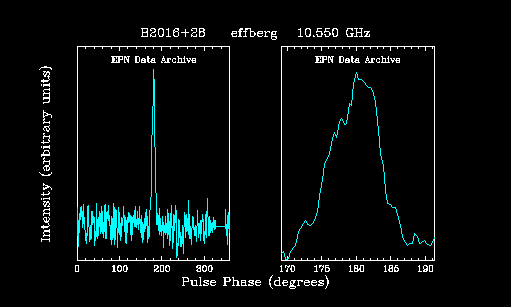 B2016+28 effberg 10.550 GHz
EPN Data Archive EPN Data Archive
Intensity (arbitrary units)
0 100 200 300 170 175 180 185 190
Pulse Phase (degrees)